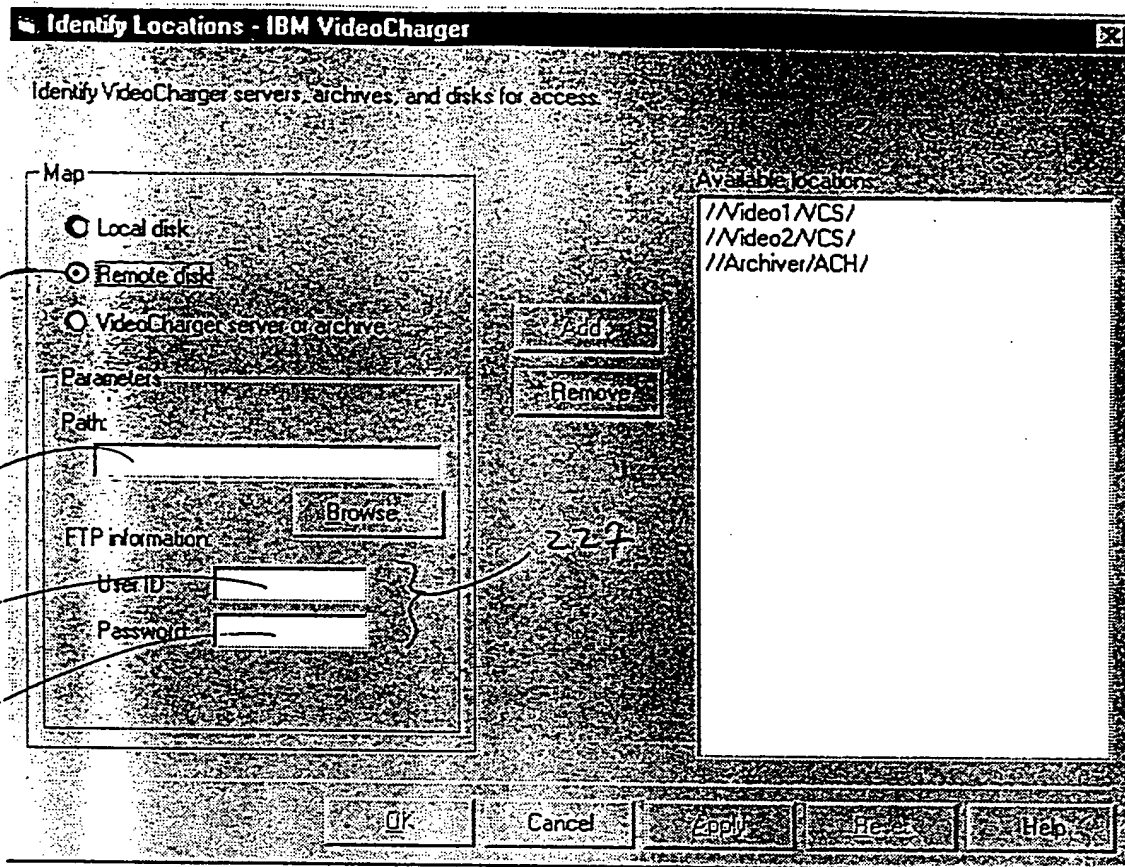 Identify Locations - IBM VideoCharger
Identify VideoCharger servers, archives, and disks for access.
Map
Local disk
Remote disk
VideoCharger server or archive
Parameters
Path:
Browse
FTP information:
User ID
Password
227
Add >
Remove
Available locations:
//Video1/VCS/
//Video2/VCS/
//Archiver/ACH/
OK
Cancel
Apply
Reset
Help